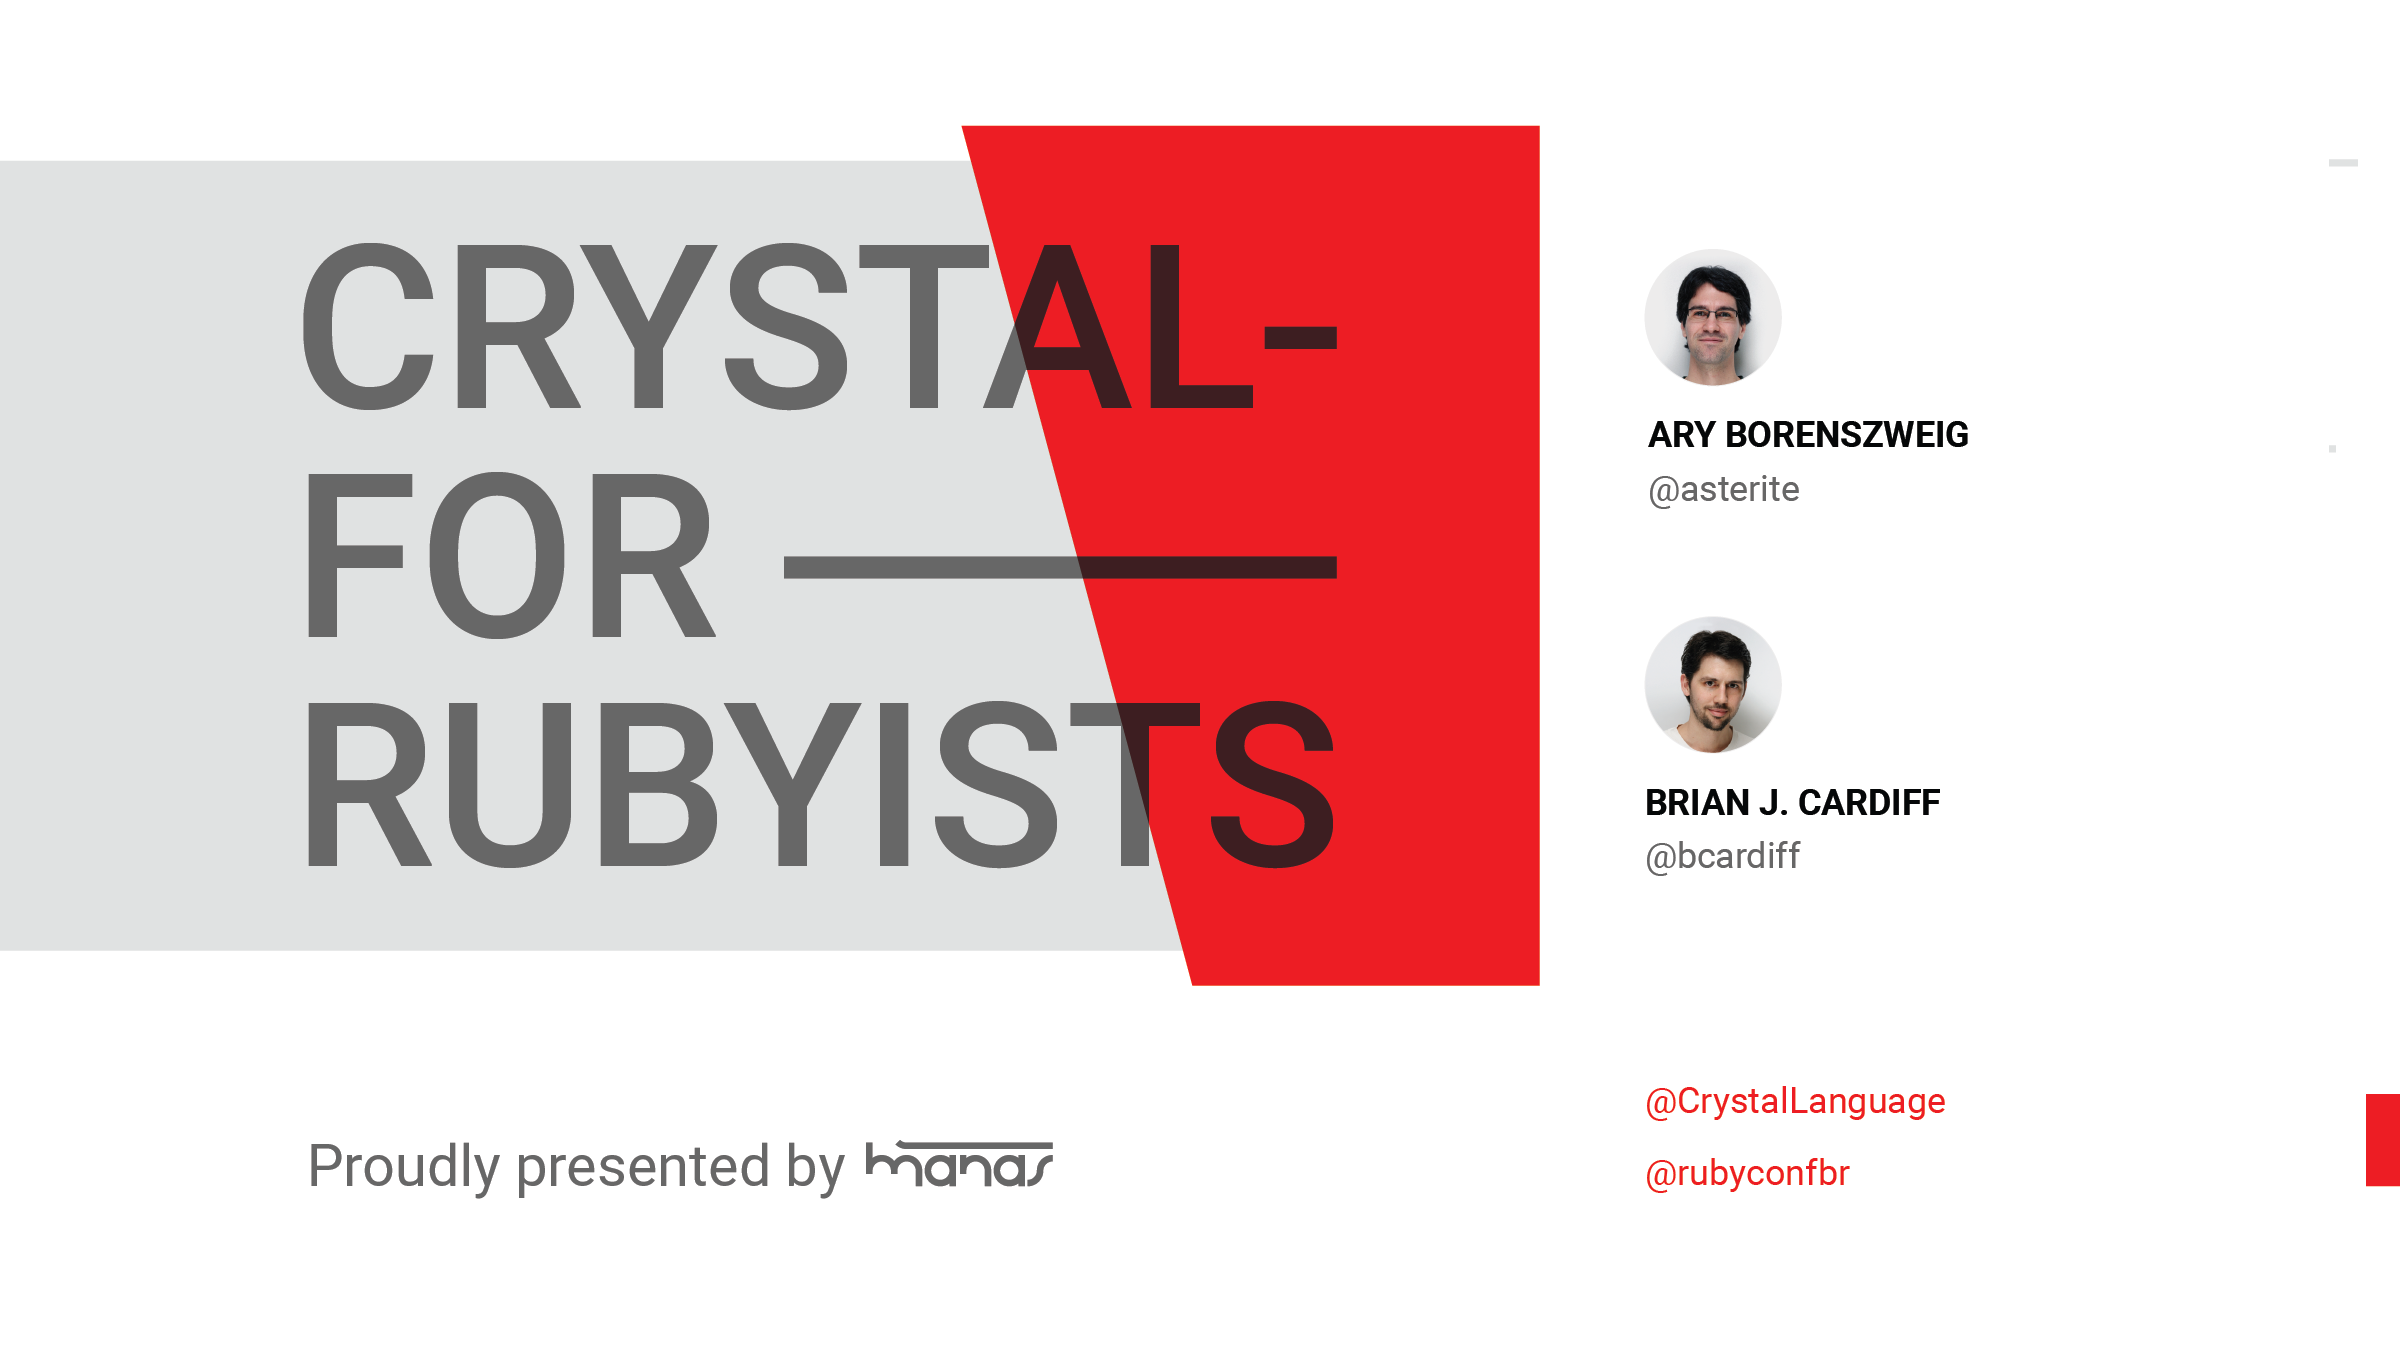 CRYSTAL-
FOR
RUBYISTS
ARY BORENSZWEIG
@asterite
BRIAN J. CARDIFF
@bcardiff
@CrystalLanguage
@rubyconfbr
Proudly presented by manas